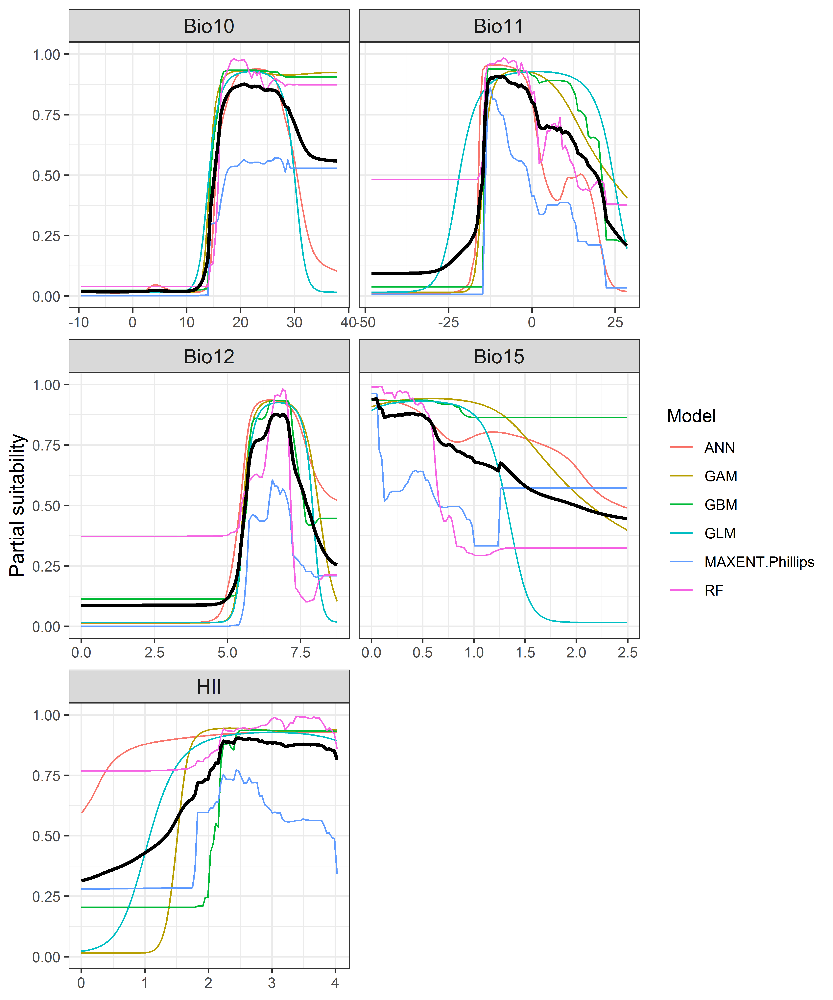 Bio10 Bio11
1.00
0.75
0.50
0.25
0.00
-10 0 10 20 30 40 -50 -25 0 25
Bio12 Bio15
1.00
0.75
0.50
0.25
0.00
0.0 2.5 5.0 7.5 0.0 0.5 1.0 1.5 2.0 2.5
Partial suitability
HII
1.00
0.75
0.50
0.25
0.00
0 1 2 3 4
Model
ANN
GAM
GBM
GLM
MAXENT.Phillips
RF